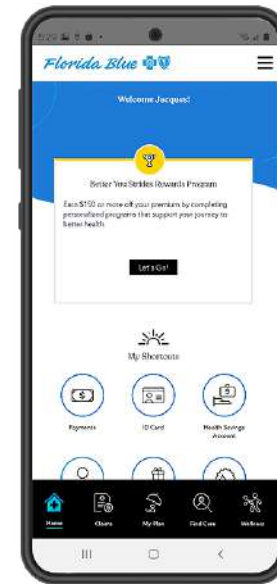 Florida Blue
Welcome Jacques!
Better You Strides Rewards Program
Earn $150 or more off your premium by completing
personalized programs that support your journey to
better health
Let's Go!
My Shortcuts
Payments
ID Card
Health Savings
Account
Home
Claims
My Plan
Find Care
Wellness